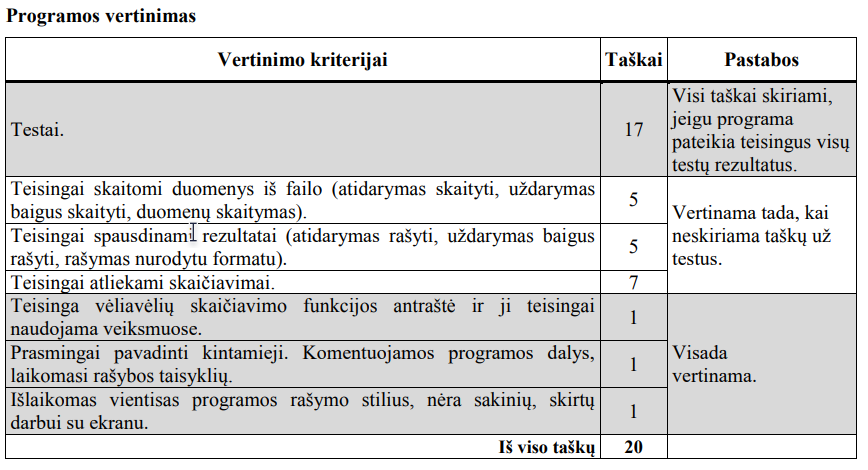 Programos vertinimas
Vertinimo kriterijai Taškai Pastabos
Testai. 17 Visi taškai skiriami,
jeigu programa
pateikia teisingus visų
testų rezultatus.
Teisingai skaitomi duomenys iš failo (atidarymas skaityti, uždarymas
baigus skaityti, duomenų skaitymas). 5
Teisingai spausdinami rezultatai (atidarymas rašyti, uždarymas baigus
rašyti, rašymas nurodytu formatu). 5
Teisingai atliekami skaičiavimai. 7
Vertinama tada, kai
neskiriama taškų už
testus.
Teisinga vėliavėlių skaičiavimo funkcijos antraštė ir ji teisingai
naudojama veiksmuose. 1
Prasmingai pavadinti kintamieji. Komentuojamos programos dalys,
laikomasi rašybos taisyklių. 1
Išlaikomas vientisas programos rašymo stilius, nėra sakinių, skirtų
darbui su ekranu. 1
Visada
vertinama.
Iš viso taškų 20